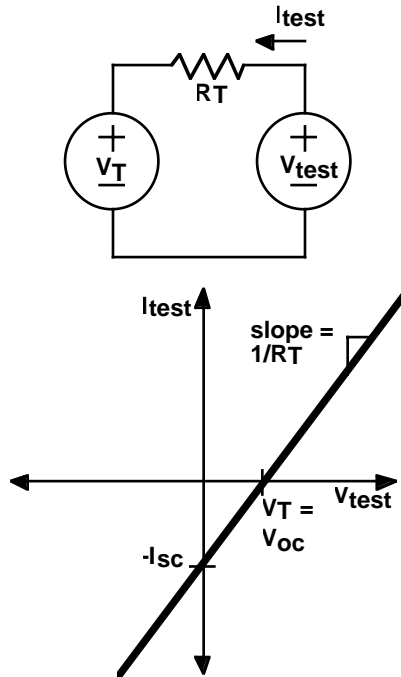 Itest
RT
+
VT
−
+
Vtest
−
Itest
slope =
1/RT
Vtest
VT =
Voc
-Isc